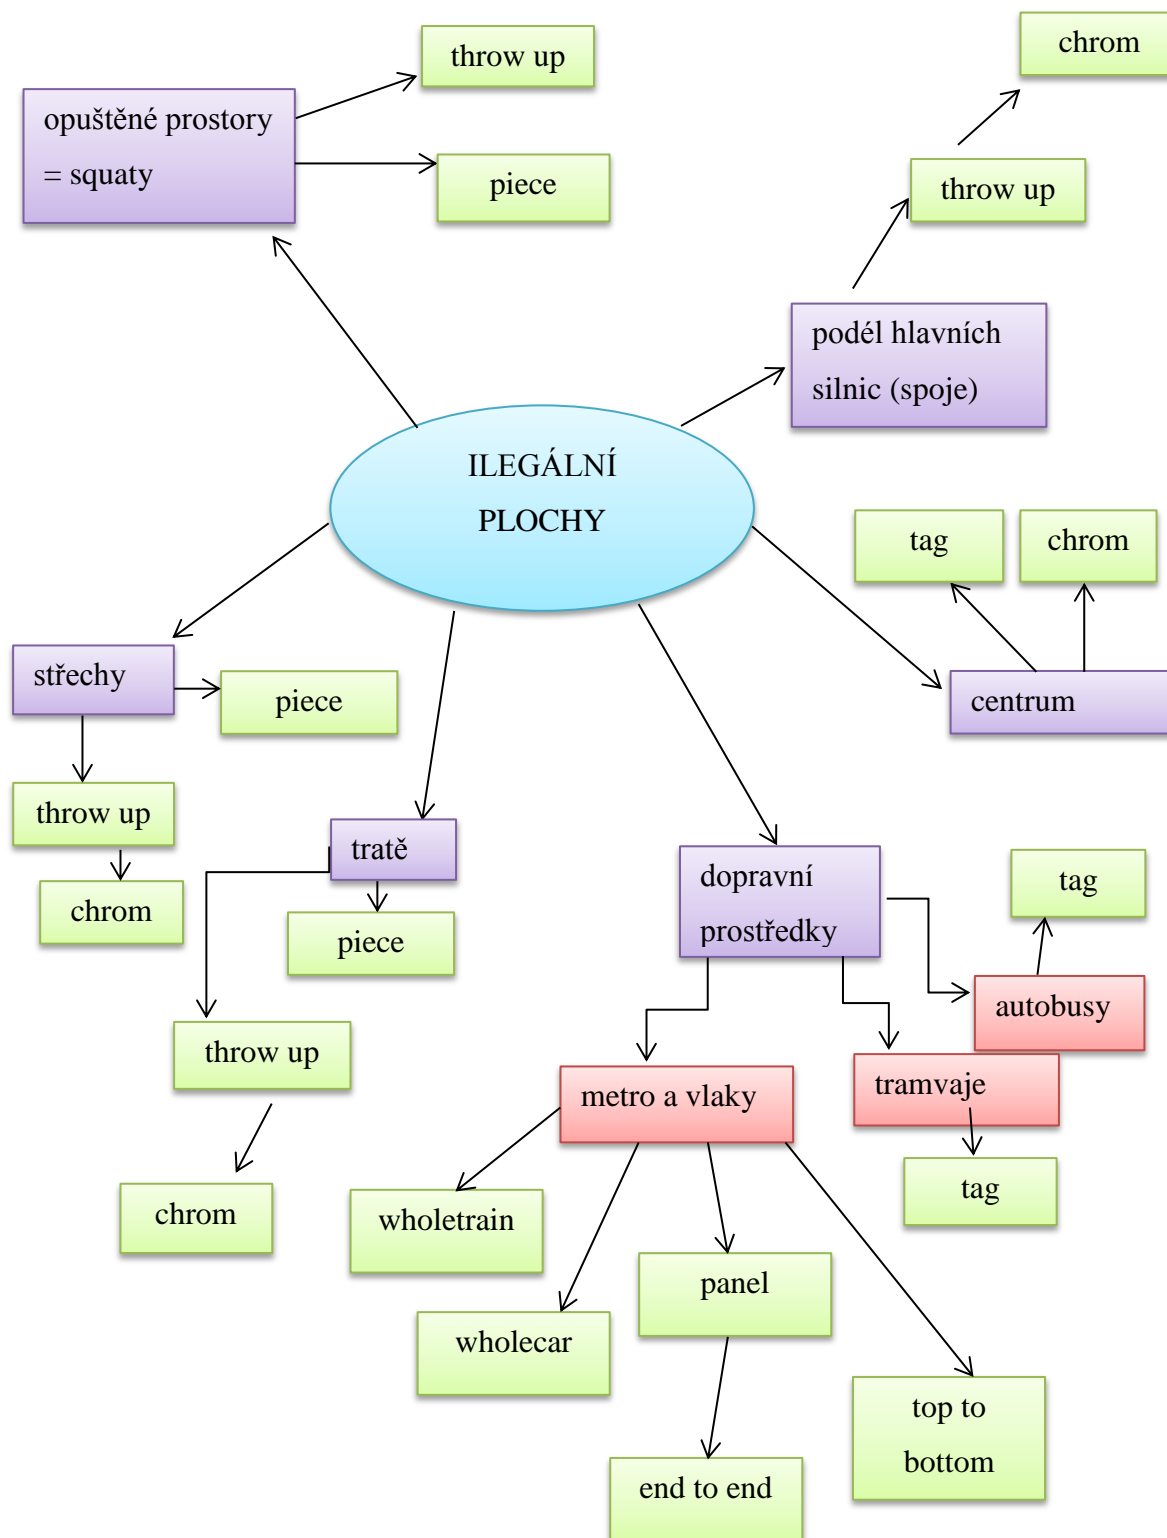 throw up
chrom
opuštěné prostory
= squaty
piece
throw up
podél hlavních
silnic (spoje)
ILEGÁLNÍ
PLOCHY
tag
chrom
střechy
piece
centrum
throw up
tratě
dopravní
prostředky
tag
chrom
piece
autobusy
throw up
metro a vlaky
tramvaje
tag
chrom
wholetrain
panel
wholecar
top to
bottom
end to end